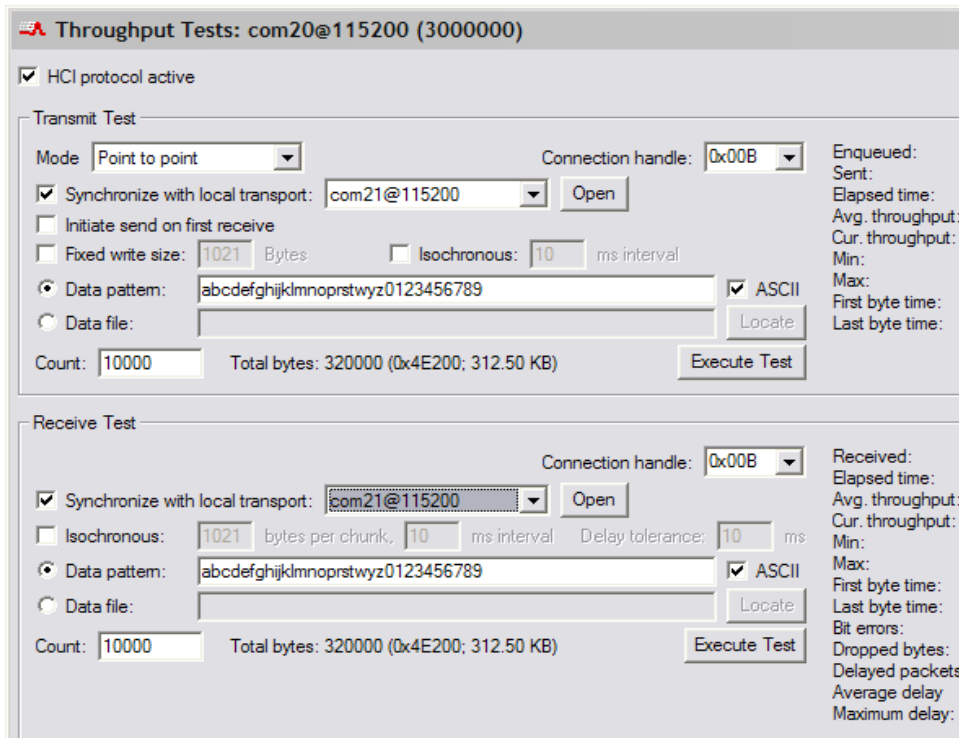 Throughput Tests: com20@115200 (3000000)
HCI protocol active
Transmit Test
Mode Point to point Connection handle: 0x00B
Synchronize with local transport: com21@115200 Open
Initiate send on first receive
Fixed write size: 1021 Bytes Isochronous: 10 ms interval
Data pattern: abcdefghijklmnoprstwyz0123456789 ASCII
Data file: Locate
Count: 10000 Total bytes: 320000 (0x4E200; 312.50 KB) Execute Test
Enqueued:
Sent:
Elapsed time:
Avg. throughput:
Cur. throughput:
Min:
Max:
First byte time:
Last byte time:
Receive Test
Connection handle: 0x00B
Synchronize with local transport: com21@115200 Open
Isochronous: 1021 bytes per chunk, 10 ms interval Delay tolerance: 10 ms
Data pattern: abcdefghijklmnoprstwyz0123456789 ASCII
Data file: Locate
Count: 10000 Total bytes: 320000 (0x4E200; 312.50 KB) Execute Test
Received:
Elapsed time:
Avg. throughput:
Cur. throughput:
Min:
Max:
First byte time:
Last byte time:
Bit errors:
Dropped bytes:
Delayed packets
Average delay
Maximum delay: